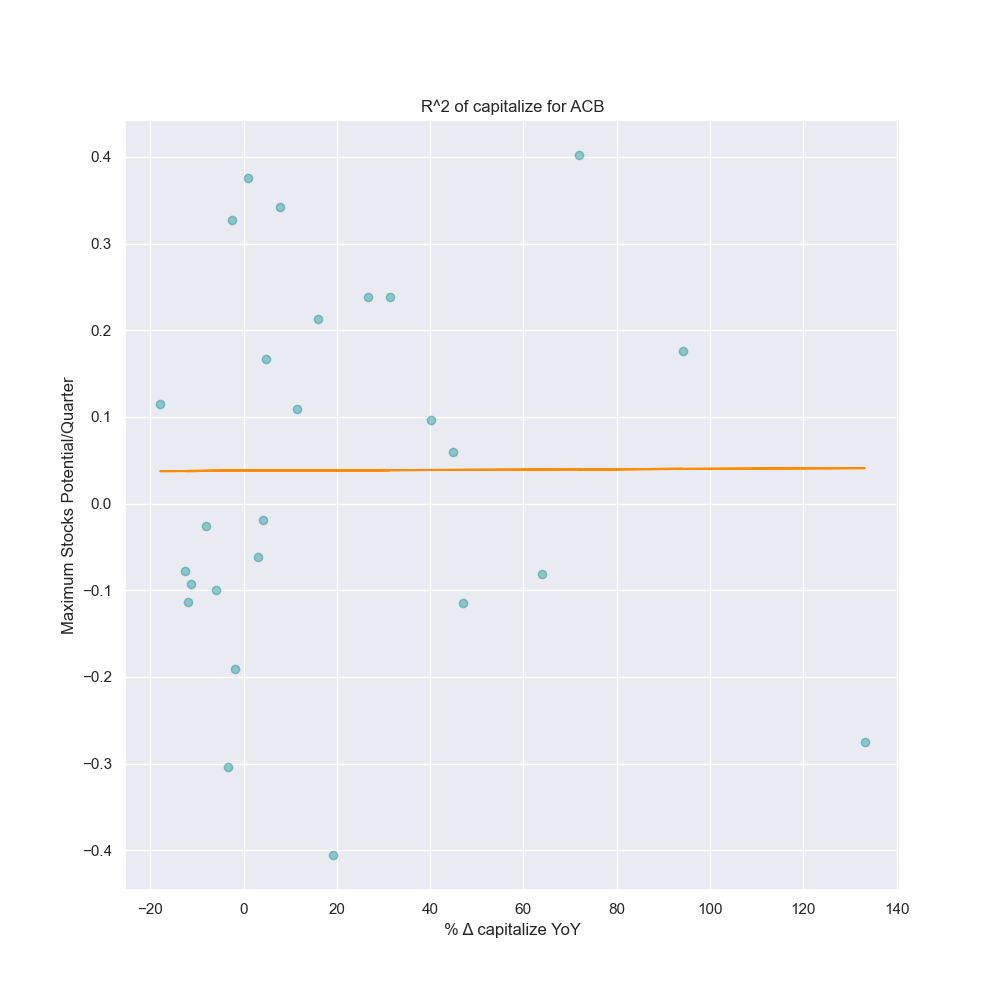 R^2 of capitalize for ACB
Maximum Stocks Potential/Quarter
0.4
0.3
0.2
0.1
0.0
−0.1
−0.2
−0.3
−0.4
−20 0 20 40 60 80 100 120 140
% Δ capitalize YoY